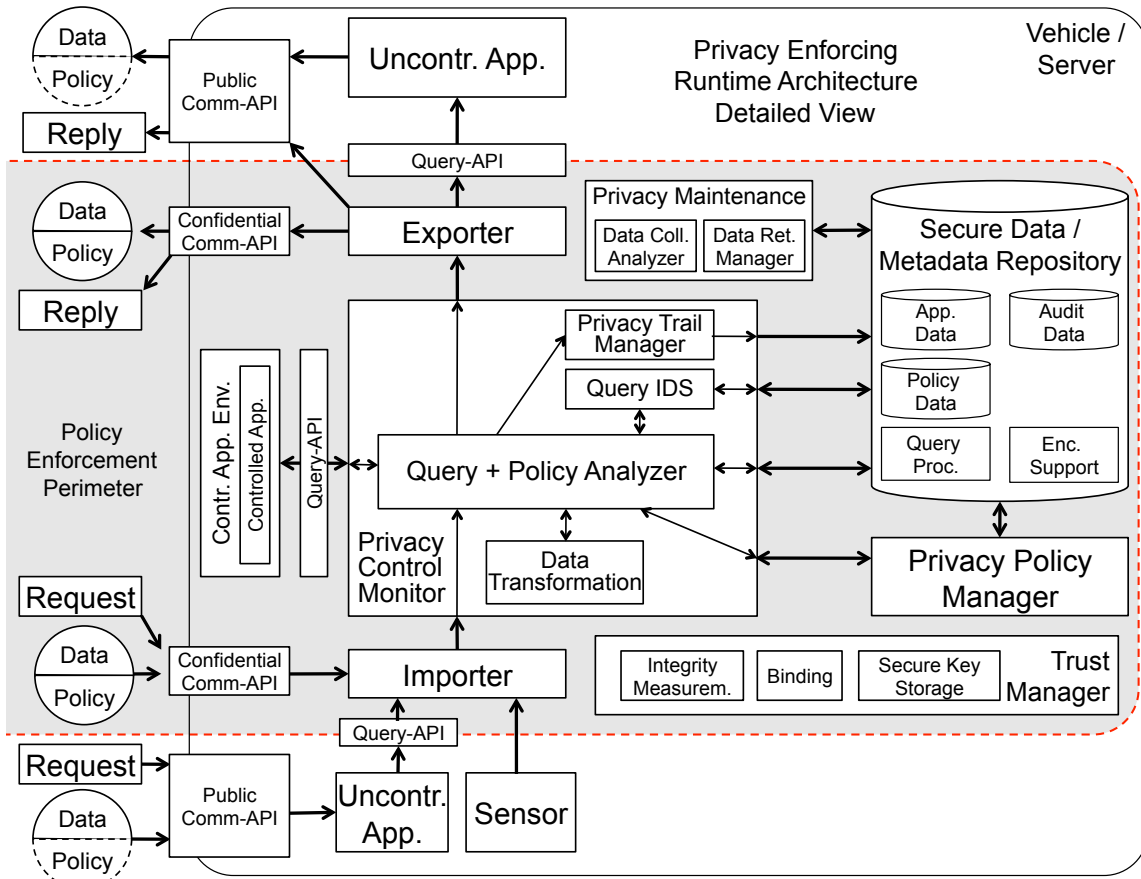 Privacy Enforcing
Runtime Architecture
Detailed View
Vehicle /
Server
Data
Policy
Reply
Public
Comm-API
Uncontr. App.
Query-API
Data
Policy
Reply
Confidential
Comm-API
Exporter
Privacy Maintenance
Data Coll.
Analyzer
Data Ret.
Manager
Secure Data /
Metadata Repository
App.
Data
Audit
Data
Policy
Data
Query
Proc.
Enc.
Support
Privacy Trail
Manager
Query IDS
Query + Policy Analyzer
Data
Transformation
Privacy
Control
Monitor
Contr. App. Env.
Controlled App.
Query-API
Policy
Enforcement
Perimeter
Privacy Policy
Manager
Request
Data
Policy
Confidential
Comm-API
Importer
Integrity
Measurem.
Binding
Secure Key
Storage
Trust
Manager
Query-API
Request
Data
Policy
Public
Comm-API
Uncontr.
App.
Sensor